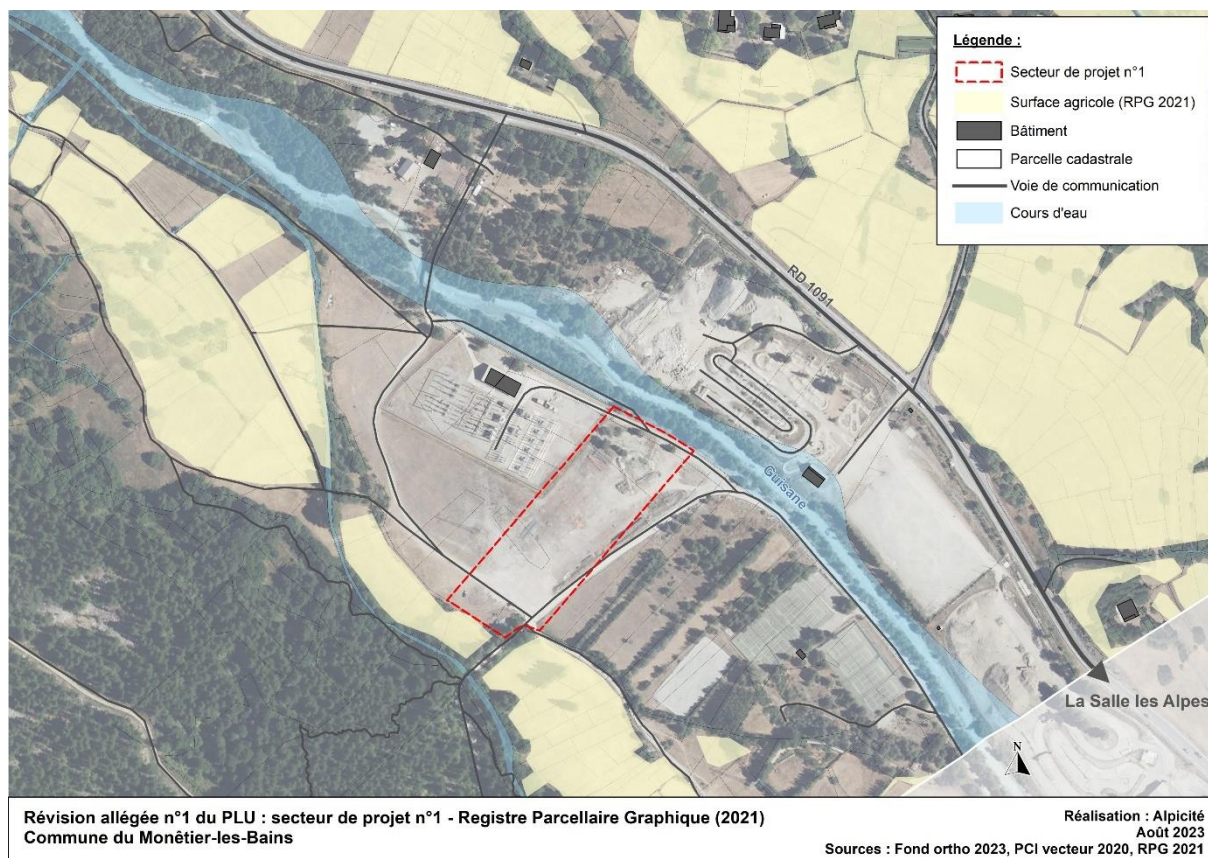 Légende :
Secteur de projet n°1
Surface agricole (RPG 2021)
Bâtiment
Parcelle cadastrale
Voie de communication
Cours d'eau
RD 1091
Guisane
La Salle les Alpes
N
Révision allégée n°1 du PLU : secteur de projet n°1 - Registre Parcellaire Graphique (2021)
Commune du Monêtier-les-Bains
Réalisation : Alpicité
Août 2023
Sources : Fond ortho 2023, PCI vecteur 2020, RPG 2021